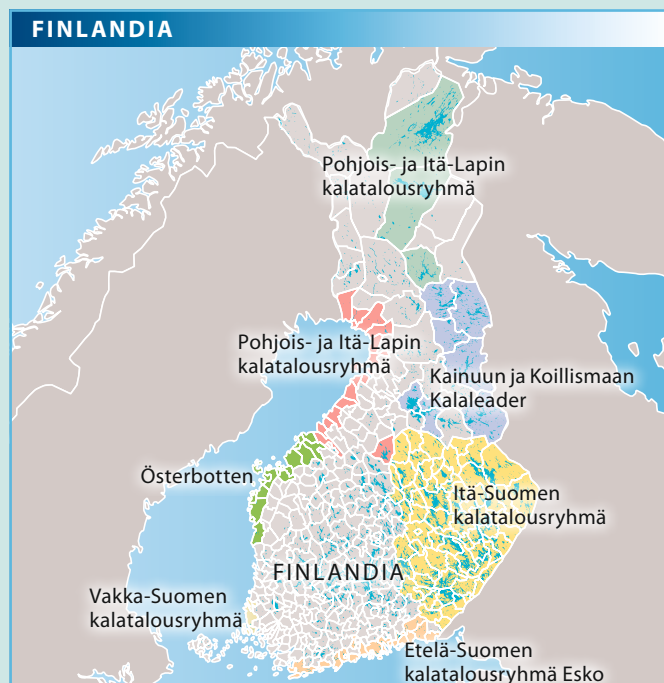 FINLANDIA
Pohjois- ja Itä-Lapin
kalatalousryhmä
Pohjois- ja Itä-Lapin
kalatalousryhmä
Kainuun ja Koillismaan
Kalaleader
Österbotten
Itä-Suomen
kalatalousryhmä
FINLANDIA
Vakka-Suomen
kalatalousryhmä
Etelä-Suomen
kalatalousryhmä Esko